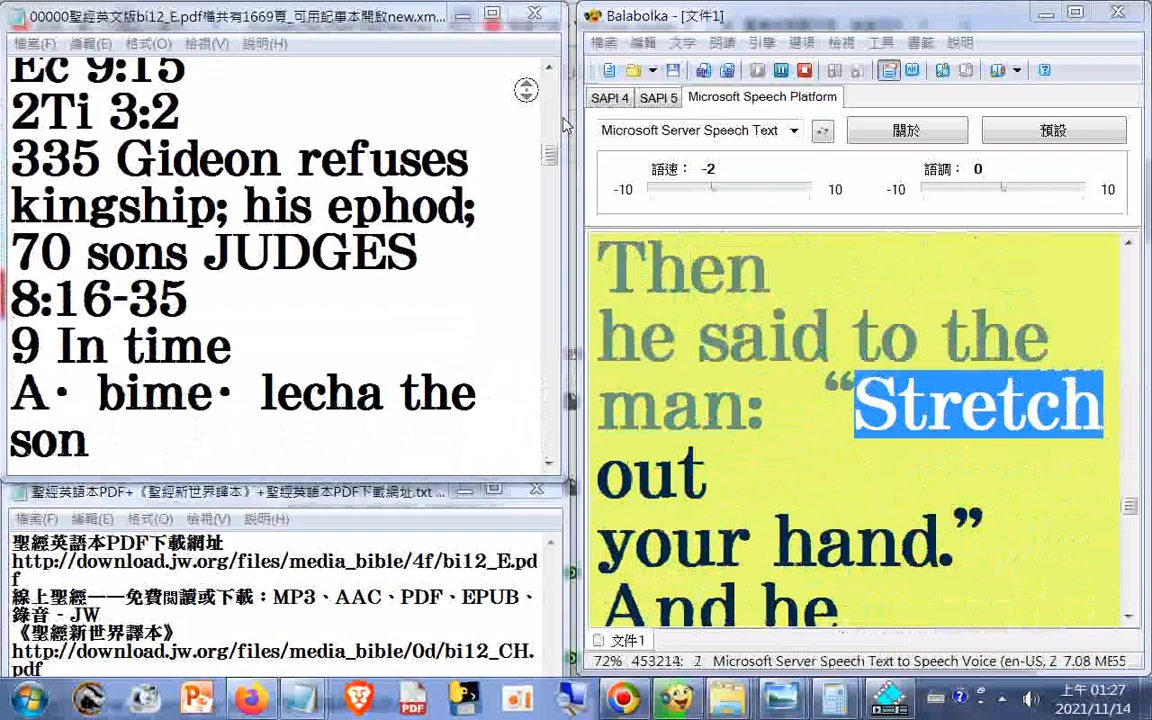 00000聖經英文版bi12_E.pdf檔共有1669頁_可用記事本開啟new.xm...
檔案(F) 編輯(E) 格式(O) 檢視(V) 說明(H)
Ec 9:15
2Ti 3:2
335 Gideon refuses
kingship; his ephod;
70 sons JUDGES
8:16-35
9 In time
A· bime· lecha the
son
聖經英語本PDF+《聖經新世界譯本》+聖經英語本PDF下載網址.txt ...
檔案(F) 編輯(E) 格式(O) 檢視(V) 說明(H)
聖經英語本PDF下載網址
http://download.jw.org/files/media_bible/4f/bi12_E.pd
f
線上聖經──免費閱讀或下載：MP3、AAC、PDF、EPUB、
錄音 - JW
《聖經新世界譯本》
http://download.jw.org/files/media_bible/0d/bi12_CH.
pdf
Balabolka - [文件1]
檔案 編輯 文字 朗讀 引擎 選項 檢視 工具 書籤 說明
SAPI 4 SAPI 5 Microsoft Speech Platform
Microsoft Server Speech Text 關於 預設
語速： -2 語調： 0
-10 10 -10 10
Then
he said to the
man: “Stretch
out
your hand.”
And he
文件1
72% 453214: Microsoft Server Speech Text to Speech Voice (en-US, Z 7.08 ME55
PDF
上午 01:27
2021/11/14